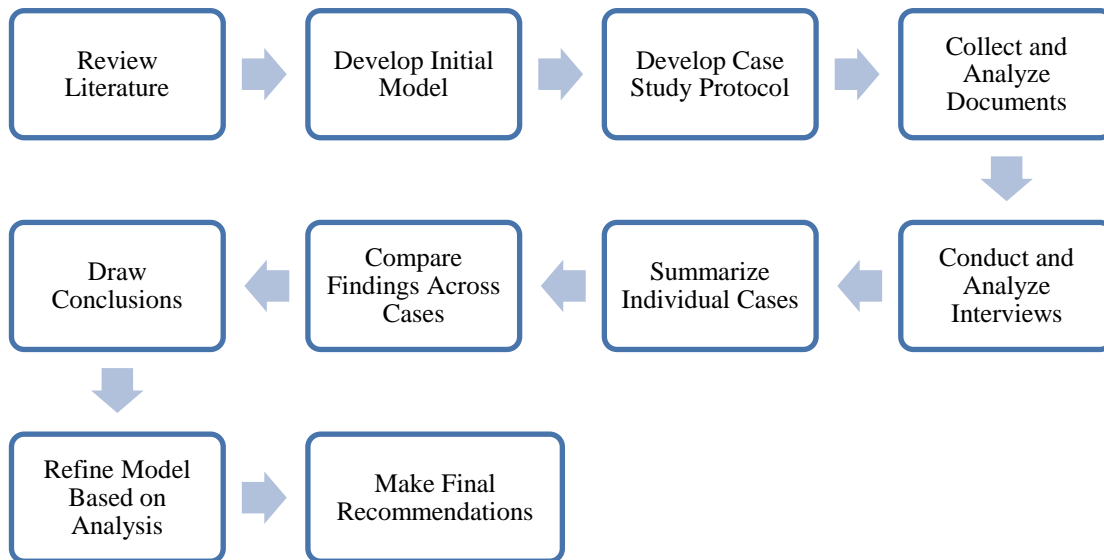 Review
Literature
Develop Initial
Model
Develop Case
Study Protocol
Collect and
Analyze
Documents
Conduct and
Analyze
Interviews
Summarize
Individual Cases
Compare
Findings Across
Cases
Draw
Conclusions
Refine Model
Based on
Analysis
Make Final
Recommendations